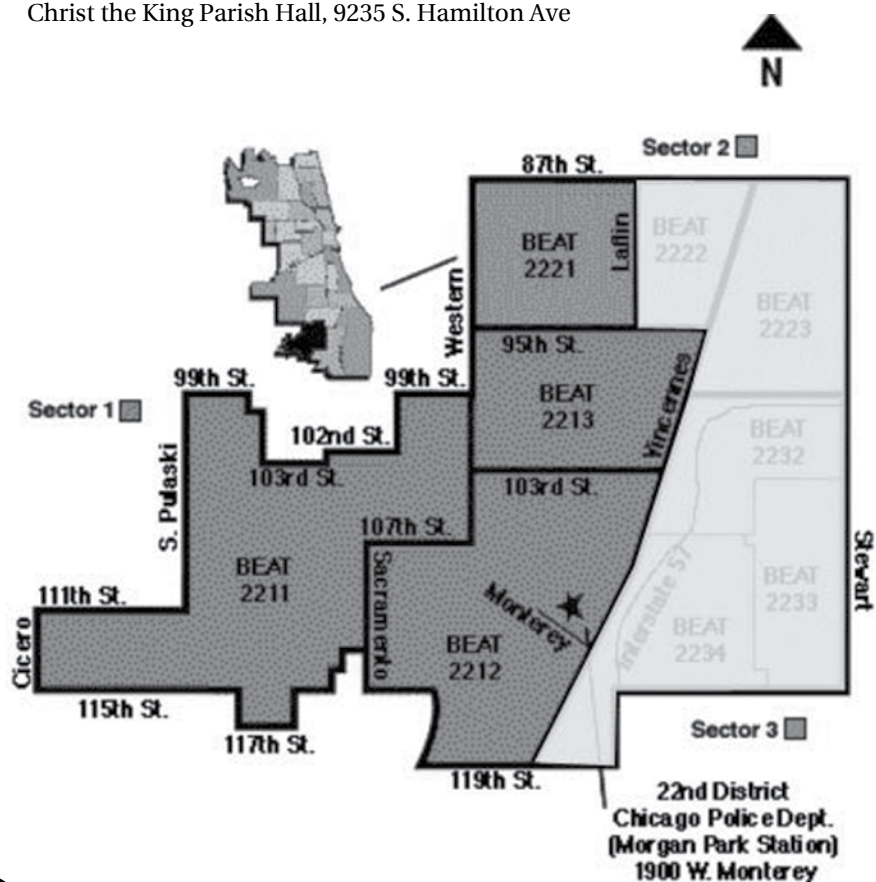 Christ the King Parish Hall, 9235 S. Hamilton Ave
N
Sector 2
87th St.
BEAT
2221
Laflin
BEAT
2222
BEAT
2223
Western
95th St.
99th St.
99th St.
Sector 1
BEAT
2213
Vincennes
102nd St.
103rd St.
BEAT
2232
S. Pulaski
103rd St.
107th St.
BEAT
2211
Sacramento
Stewart
111th St.
Monterey
Interstate 57
BEAT
2233
Cicero
BEAT
2212
BEAT
2234
115th St.
117th St.
Sector 3
119th St.
22nd District
Chicago Police Dept.
(Morgan Park Station)
1900 W. Monterey